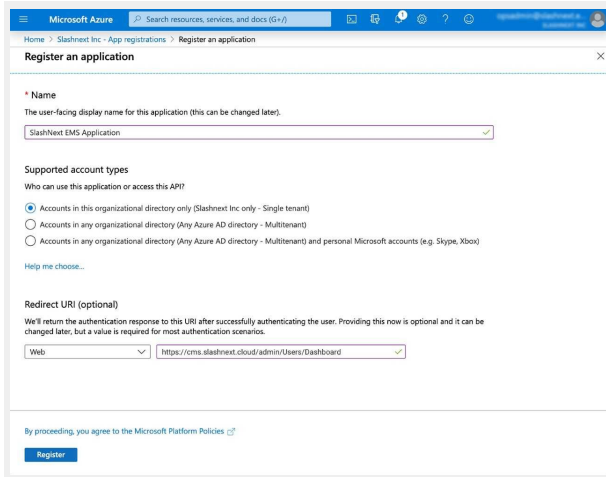 Microsoft Azure
Search resources, services, and docs (G+/)
1
Home > Slashnext Inc - App registrations > Register an application
Register an application
* Name
The user-facing display name for this application (this can be changed later).
SlashNext EMS Application
Supported account types
Who can use this application or access this API?
Accounts in this organizational directory only (Slashnext Inc only - Single tenant)
Accounts in any organizational directory (Any Azure AD directory - Multitenant)
Accounts in any organizational directory (Any Azure AD directory - Multitenant) and personal Microsoft accounts (e.g. Skype, Xbox)
Help me choose...
Redirect URI (optional)
We'll return the authentication response to this URI after successfully authenticating the user. Providing this now is optional and it can be
changed later, but a value is required for most authentication scenarios.
Web
https://cms.slashnext.cloud/admin/Users/Dashboard
By proceeding, you agree to the Microsoft Platform Policies
Register